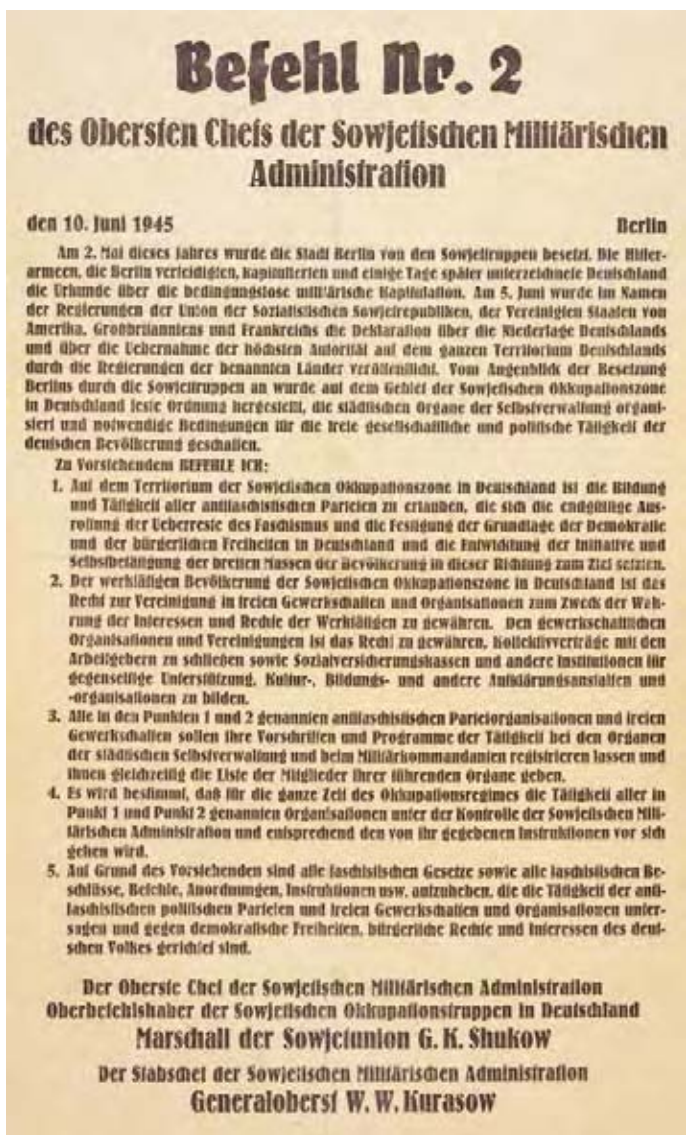 Befehl Nr. 2
des Obersten Chefs der Sowjetischen Militärischen
Administration
den 10. Juni 1945 Berlin
Am 2. Mai dieses Jahres wurde die Stadt Berlin von den Sowjettruppen besetzt. Die Hitler-
armeen, die Berlin verteidigten, kapitulierten und einige Tage später unterzeichnete Deutschland
die Urkunde über die bedingungslose militärische Kapitulation. Am 5. Juni wurde im Namen
der Regierungen der Union der Sozialistischen Sowjetrepubliken, der Vereinigten Staaten von
Amerika, Großbritanniens und Frankreichs die Deklaration über die Niederlage Deutschlands
und über die Uebernahme der höchsten Autorität auf dem ganzen Territorium Deutschlands
durch die Regierungen der benannten Länder veröffentlicht. Vom Augenblick der Besetzung
Berlins durch die Sowjettruppen an wurde auf dem Gebiet der Sowjetischen Okkupationszone
in Deutschland feste Ordnung hergestellt, die städtischen Organe der Selbstverwaltung organi-
siert und notwendige Bedingungen für die freie gesellschaftliche und politische Tätigkeit der
deutschen Bevölkerung geschaffen.
Zu Vorstehendem BEFEHLE ICH:
1. Auf dem Territorium der Sowjetischen Okkupationszone in Deutschland ist die Bildung
und Tätigkeit aller antifaschistischen Parteien zu erlauben, die sich die endgültige Aus-
rottung der Ueberreste des Faschismus und die Festigung der Grundlage der Demokratie
und der bürgerlichen Freiheiten in Deutschland und die Entwicklung der Initiative und
Selbstbetätigung der breiten Massen der Bevölkerung in dieser Richtung zum Ziel setzten.
2. Der werktätigen Bevölkerung der Sowjetischen Okkupationszone in Deutschland ist das
Recht zur Vereinigung in freien Gewerkschaften und Organisationen zum Zweck der Wah-
rung der Interessen und Rechte der Werktätigen zu gewähren. Den gewerkschaftlichen
Organisationen und Vereinigungen ist das Recht zu gewähren, Kollektivverträge mit den
Arbeitgebern zu schließen sowie Sozialversicherungskassen und andere Institutionen für
gegenseitige Unterstützung, Kultur-, Bildungs- und andere Aufklärungsanstalten und
-organisationen zu bilden.
3. Alle in den Punkten 1 und 2 genannten antifaschistischen Parteiorganisationen und freien
Gewerkschaften sollen ihre Vorschriften und Programme der Tätigkeit bei den Organen
der städtischen Selbstverwaltung und beim Militärkommandanten registrieren lassen und
ihnen gleichzeitig die Liste der Mitglieder ihrer führenden Organe geben.
4. Es wird bestimmt, daß für die ganze Zeit des Okkupationsregimes die Tätigkeit aller in
Punkt 1 und Punkt 2 genannten Organisationen unter der Kontrolle der Sowjetischen Mili-
tärischen Administration und entsprechend den von ihr gegebenen Instruktionen vor sich
gehen wird.
5. Auf Grund des Vorstehenden sind alle faschistischen Gesetze sowie alle faschistischen Be-
schlüsse, Befehle, Anordnungen, Instruktionen usw. aufzuheben, die die Tätigkeit der anti-
faschistischen politischen Parteien und freien Gewerkschaften und Organisationen unter-
sagen und gegen demokratische Freiheiten, bürgerliche Rechte und Interessen des deut-
schen Volkes gerichtet sind.
Der Oberste Chef der Sowjetischen Militärischen Administration
Oberbefehlshaber der Sowjetischen Okkupationstruppen in Deutschland
Marschall der Sowjetunion G. K. Shukow
Der Stabschef der Sowjetischen Militärischen Administration
Generaloberst W. W. Kurasow